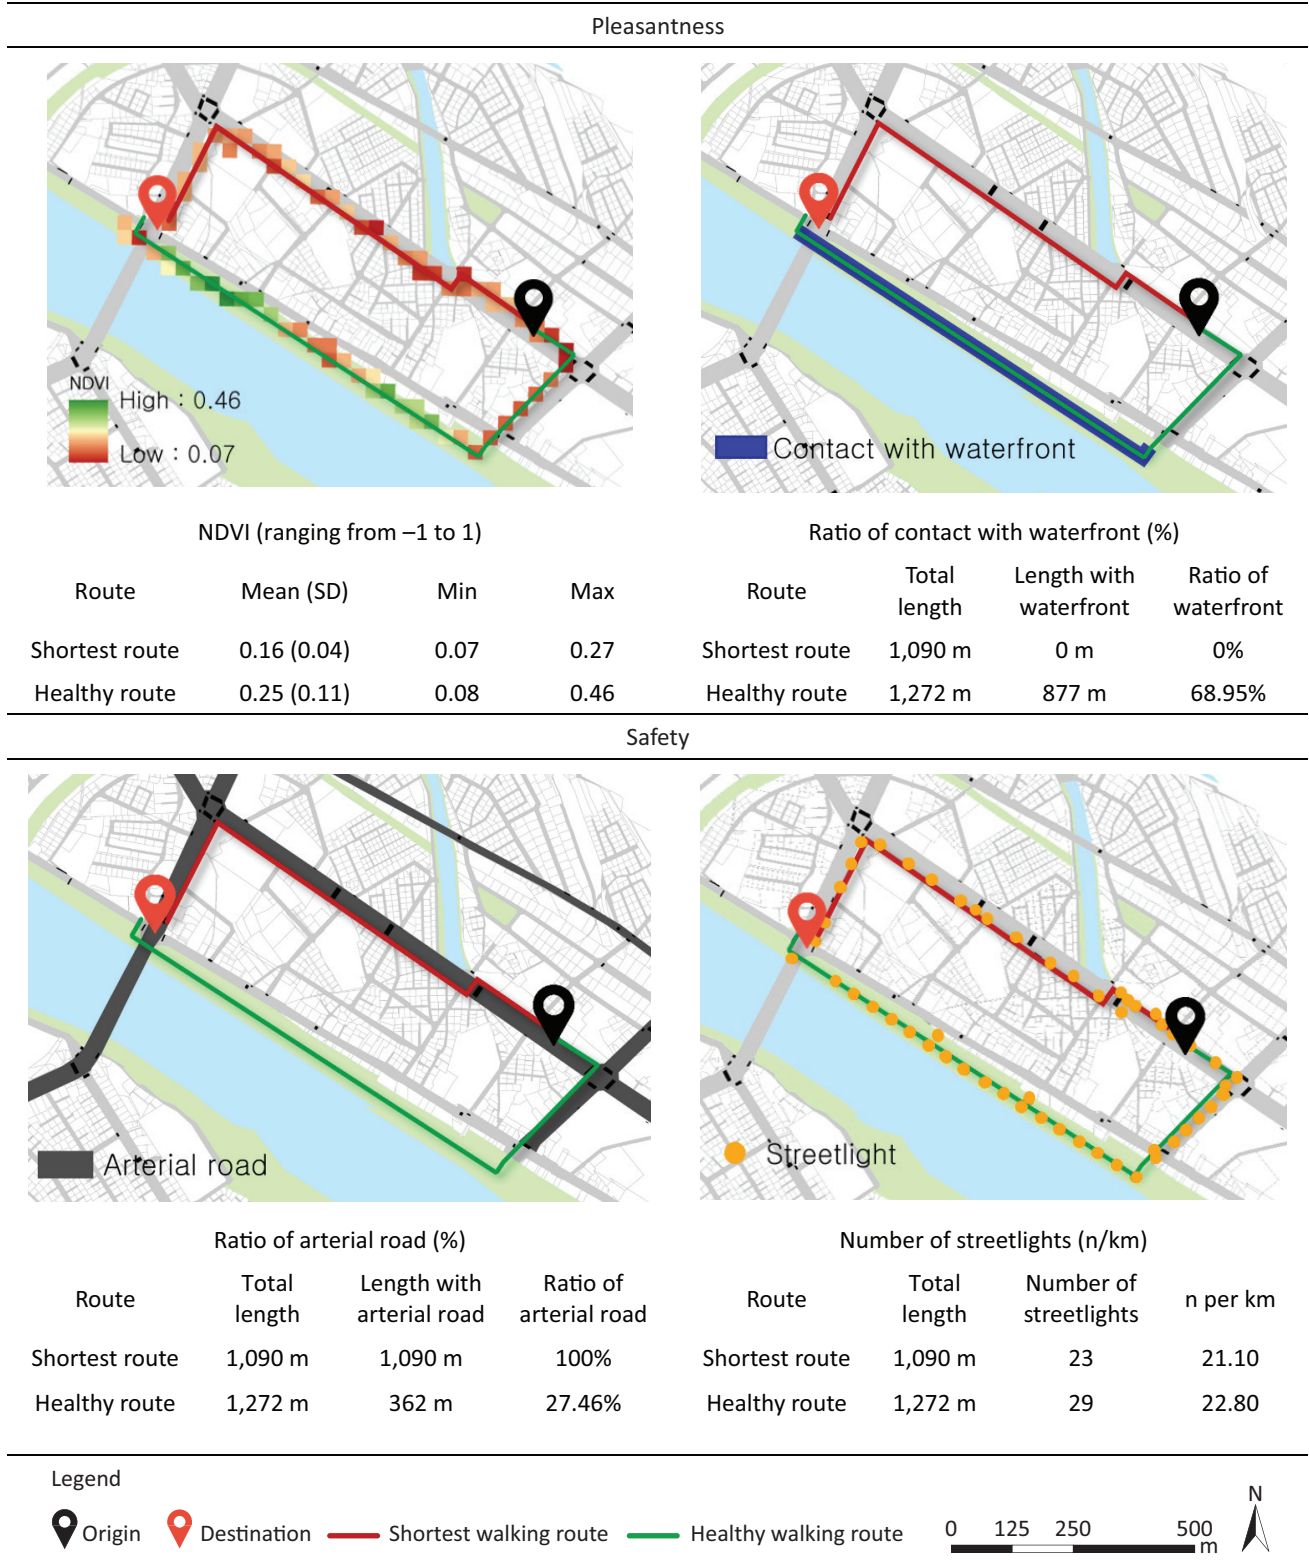 Pleasantness
NDVI
High : 0.46
Low : 0.07
Contact with waterfront
NDVI (ranging from –1 to 1)
Route Mean (SD) Min Max
Shortest route 0.16 (0.04) 0.07 0.27
Healthy route 0.25 (0.11) 0.08 0.46
Ratio of contact with waterfront (%)
Route Total length Length with waterfront Ratio of waterfront
Shortest route 1,090 m 0 m 0%
Healthy route 1,272 m 877 m 68.95%
Safety
Arterial road
Streetlight
Ratio of arterial road (%)
Route Total length Length with arterial road Ratio of arterial road
Shortest route 1,090 m 1,090 m 100%
Healthy route 1,272 m 362 m 27.46%
Number of streetlights (n/km)
Route Total length Number of streetlights n per km
Shortest route 1,090 m 23 21.10
Healthy route 1,272 m 29 22.80
Legend
Origin Destination Shortest walking route Healthy walking route
0 125 250 500
m
N